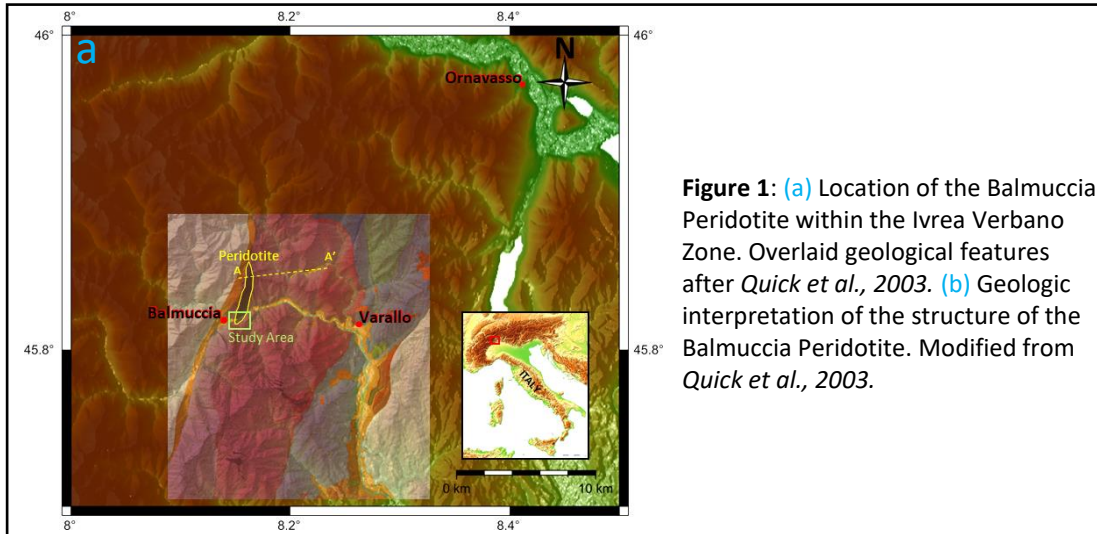 8°
8.2°
8.4°
46°
46°
a
N
Ornavasso
Peridotite
A
A'
Balmuccia
Varallo
Study Area
45.8°
45.8°
ITALY
0 km
10 km
8°
8.2°
8.4°
Figure 1: (a) Location of the Balmuccia
Peridotite within the Ivrea Verbano
Zone. Overlaid geological features
after Quick et al., 2003. (b) Geologic
interpretation of the structure of the
Balmuccia Peridotite. Modified from
Quick et al., 2003.